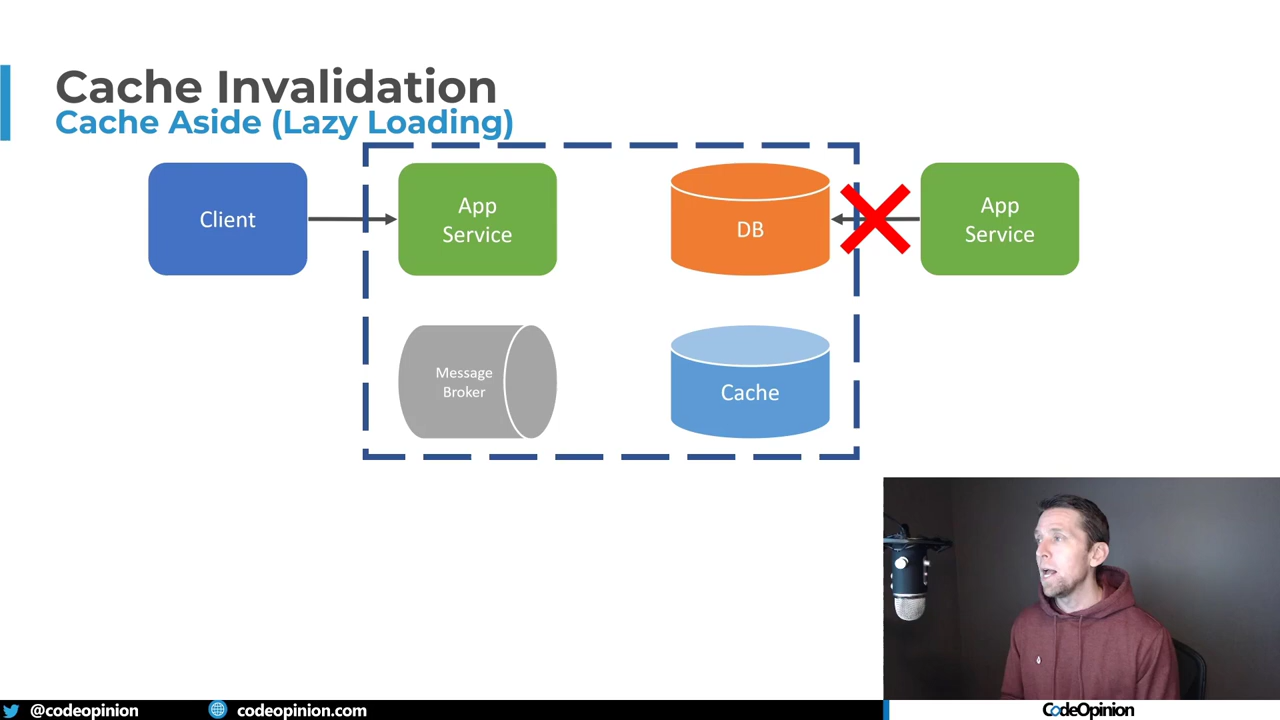 Cache Invalidation
Cache Aside (Lazy Loading)
Client
App
Service
DB
App
Service
Message
Broker
Cache
@codeopinion
codeopinion.com
CodeOpinion